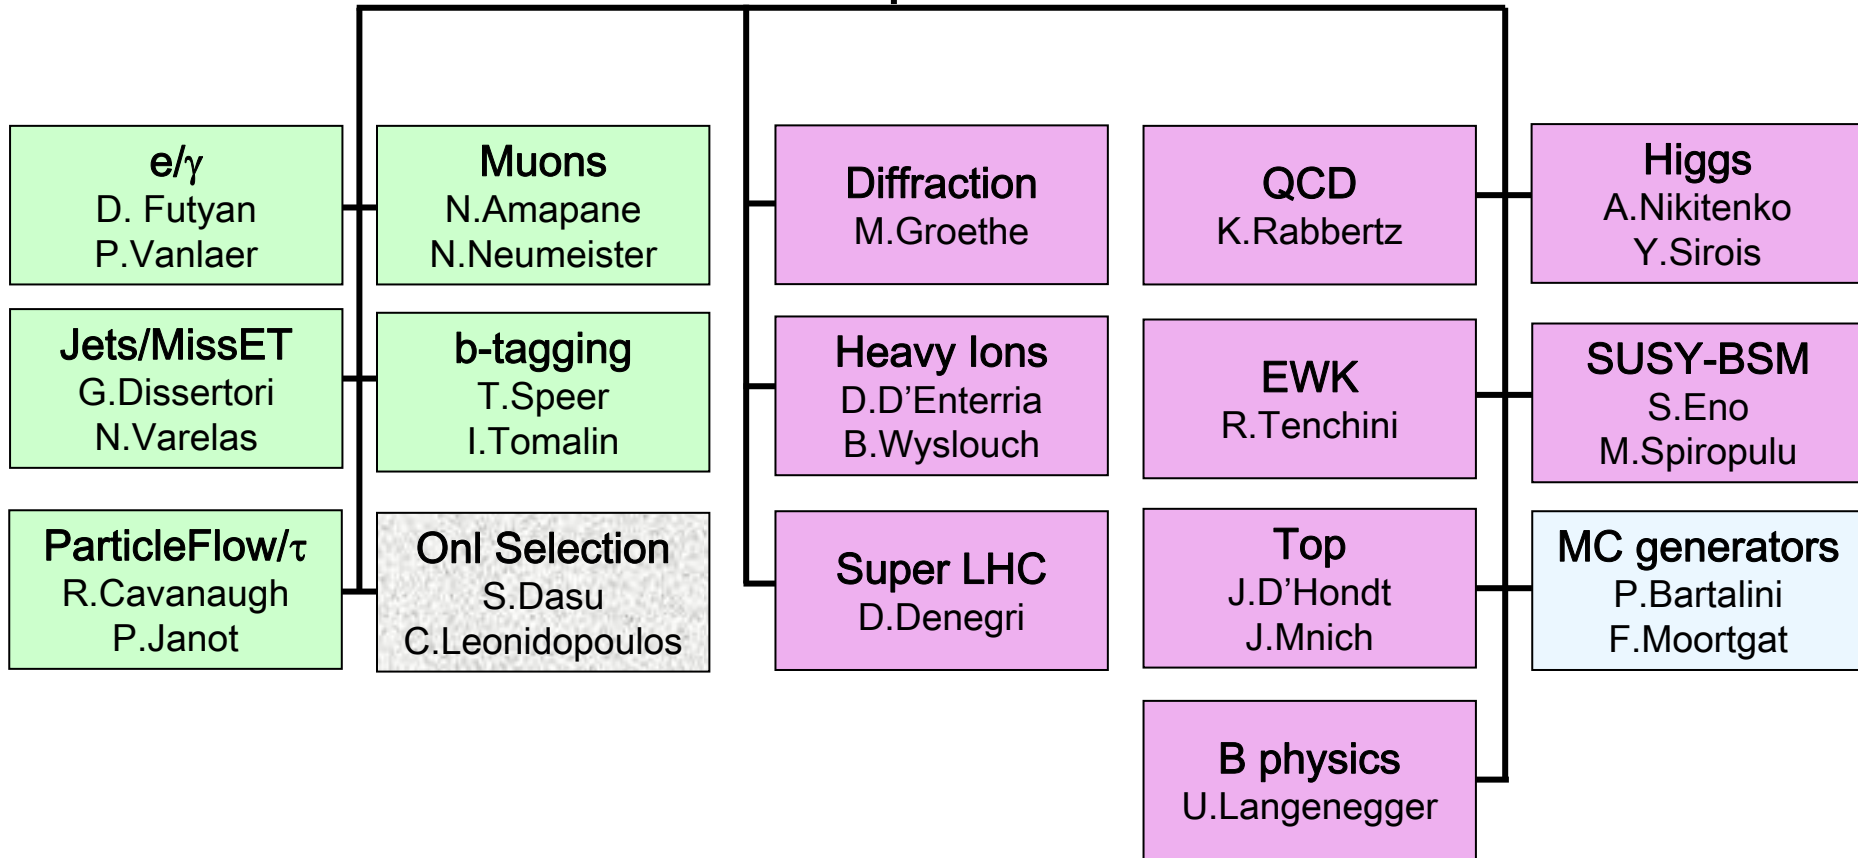 e/γ
D. Futyan
P.Vanlaer
Muons
N.Amapane
N.Neumeister
Diffraction
M.Groethe
QCD
K.Rabbertz
Higgs
A.Nikitenko
Y.Sirois
Jets/MissET
G.Dissertori
N.Varelas
b-tagging
T.Speer
I.Tomalin
Heavy Ions
D.D’Enterria
B.Wyslouch
EWK
R.Tenchini
SUSY-BSM
S.Eno
M.Spiropulu
ParticleFlow/τ
R.Cavanaugh
P.Janot
Onl Selection
S.Dasu
C.Leonidopoulos
Super LHC
D.Denegri
Top
J.D’Hondt
J.Mnich
MC generators
P.Bartalini
F.Moortgat
B physics
U.Langenegger